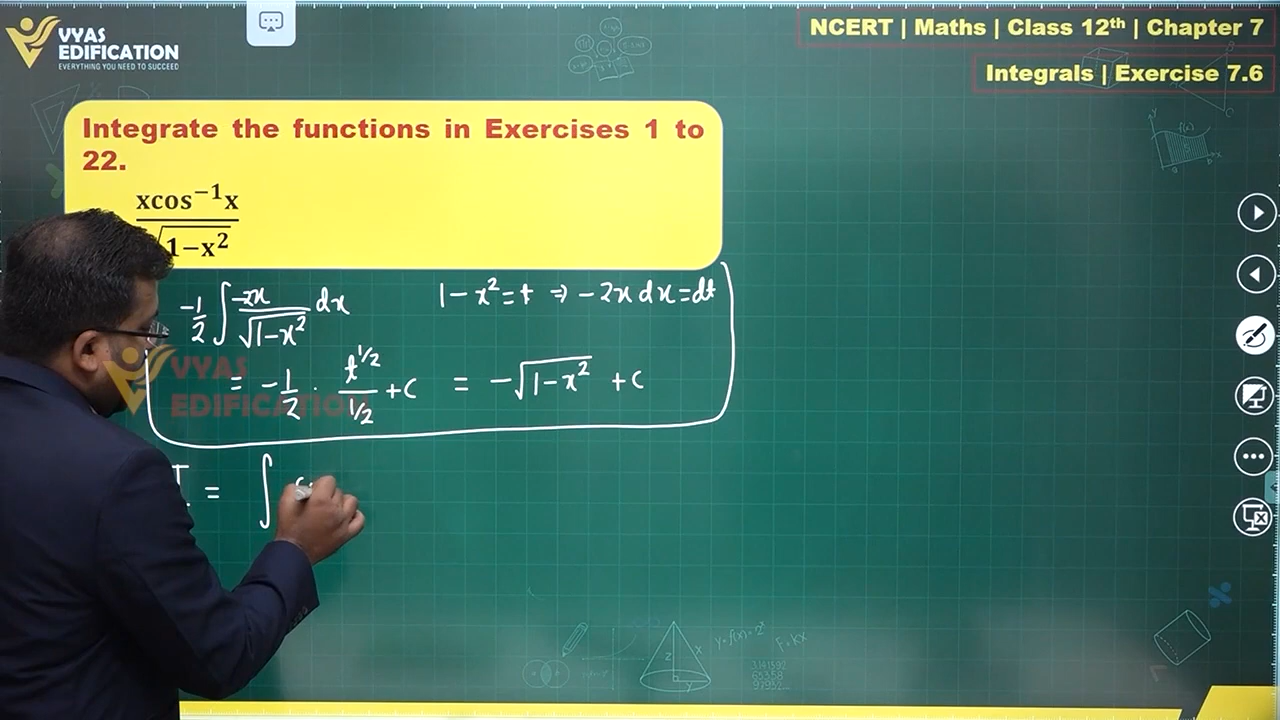 VYAS
EDIFICATION
EVERYTHING YOU NEED TO SUCCEED
NCERT | Maths | Class 12th | Chapter 7
Integrals | Exercise 7.6
Integrate the functions in Exercises 1 to
22.
xcos⁻¹x
√1−x²
-1/2 ∫ -2x/√1-x² dx
1-x² = t ⇒ -2x dx = dt
= -1/2 · t^1/2 / 1/2 + c = -√1-x² + c
VYAS
EDIFICATION
I = ∫